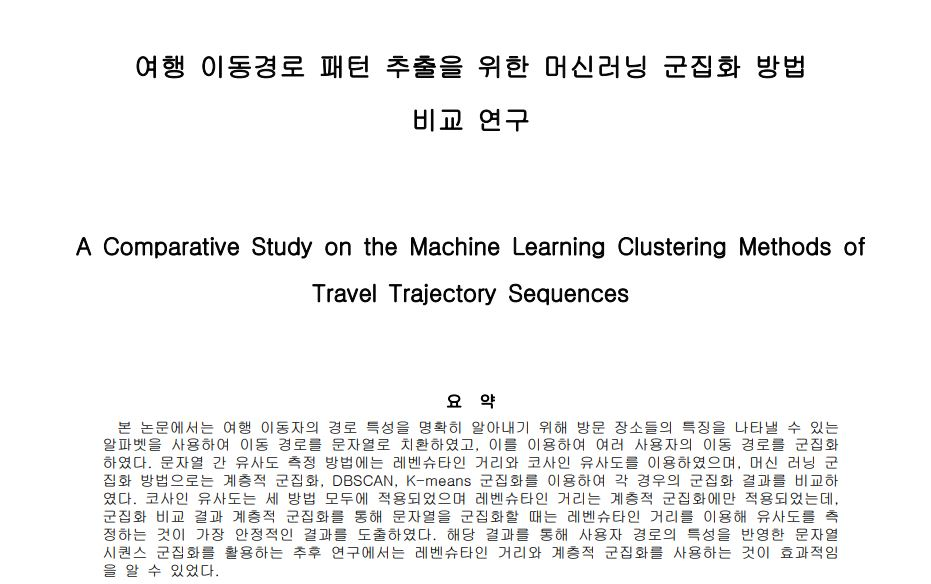 여행 이동경로 패턴 추출을 위한 머신러닝 군집화 방법
비교 연구
A Comparative Study on the Machine Learning Clustering Methods of
Travel Trajectory Sequences
요 약
본 논문에서는 여행 이동자의 경로 특성을 명확히 알아내기 위해 방문 장소들의 특징을 나타낼 수 있는
알파벳을 사용하여 이동 경로를 문자열로 치환하였고, 이를 이용하여 여러 사용자의 이동 경로를 군집화
하였다. 문자열 간 유사도 측정 방법에는 레벤슈타인 거리와 코사인 유사도를 이용하였으며, 머신 러닝 군
집화 방법으로는 계층적 군집화, DBSCAN, K-means 군집화를 이용하여 각 경우의 군집화 결과를 비교하
였다. 코사인 유사도는 세 방법 모두에 적용되었으며 레벤슈타인 거리는 계층적 군집화에만 적용되었는데,
군집화 비교 결과 계층적 군집화를 통해 문자열을 군집화할 때는 레벤슈타인 거리를 이용해 유사도를 측
정하는 것이 가장 안정적인 결과를 도출하였다. 해당 결과를 통해 사용자 경로의 특성을 반영한 문자열
시퀀스 군집화를 활용하는 추후 연구에서는 레벤슈타인 거리와 계층적 군집화를 사용하는 것이 효과적임
을 알 수 있었다.